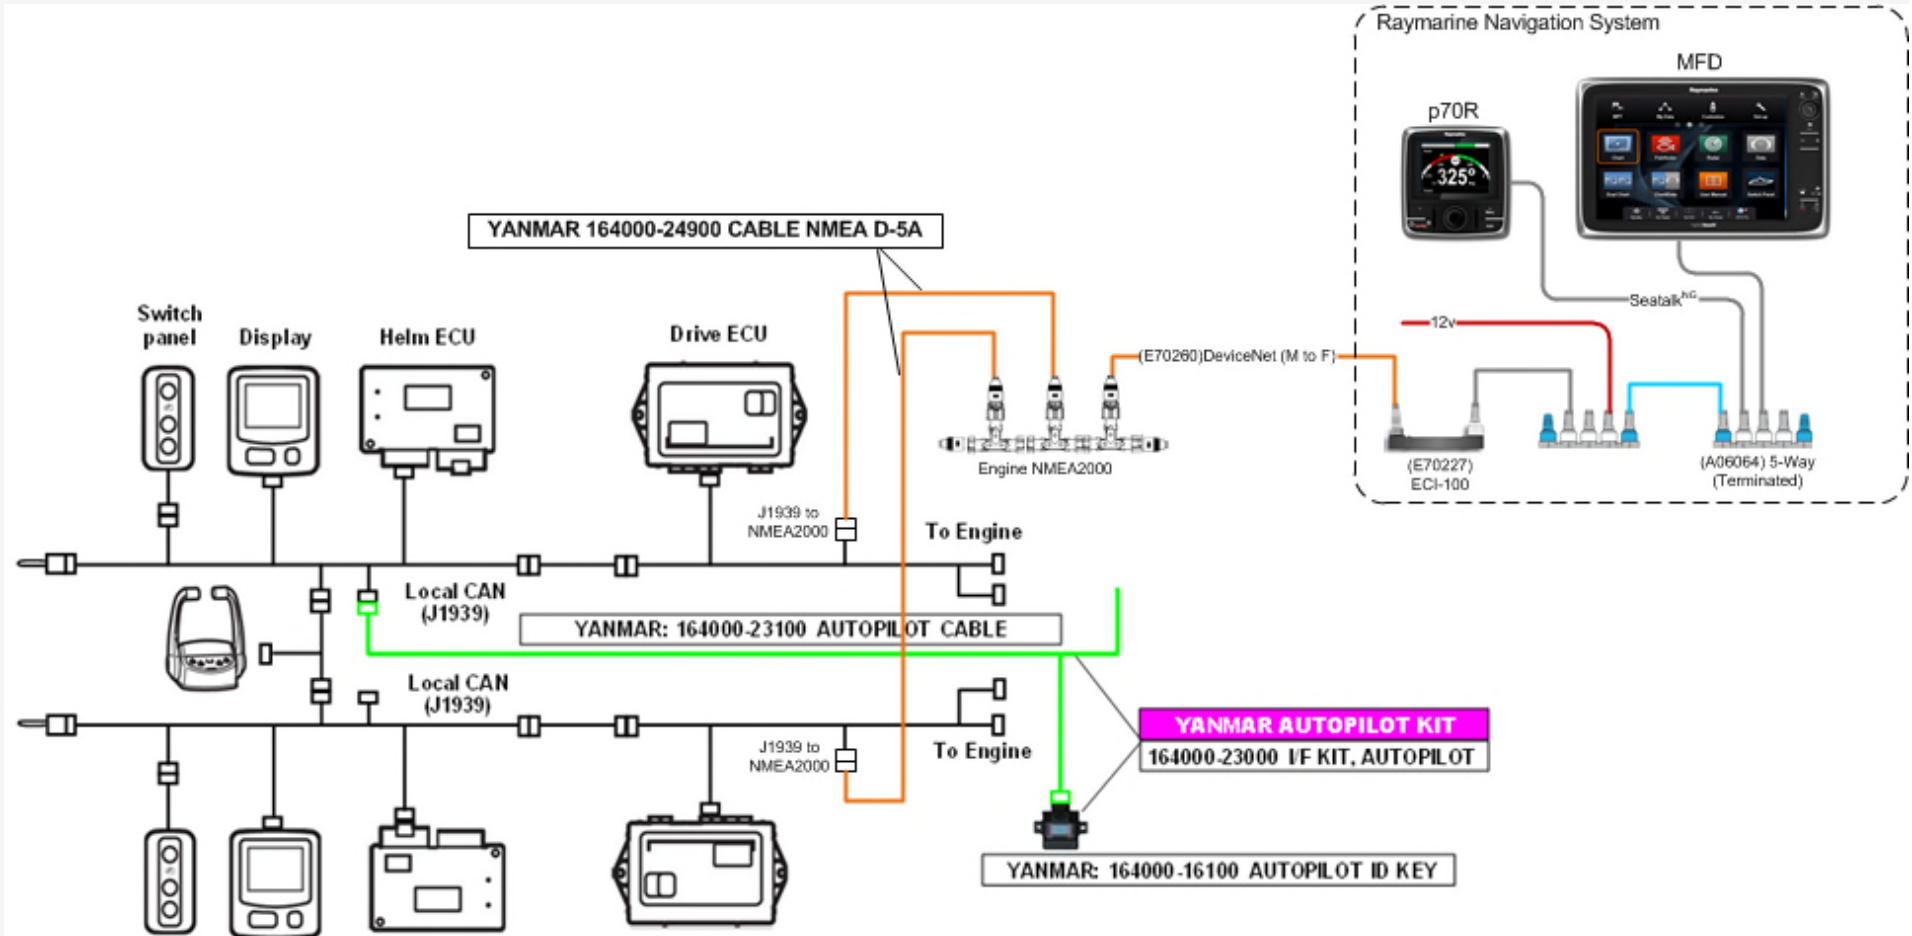 Raymarine Navigation System
MFD
p70R
325°
YANMAR 164000-24900 CABLE NMEA D-5A
Seatalk^NG
12v
Switch
panel
Display
Helm ECU
Drive ECU
(E70260)DeviceNet (M to F)
Engine NMEA2000
(E70227)
ECI-100
(A06064) 5-Way
(Terminated)
J1939 to
NMEA2000
To Engine
Local CAN
(J1939)
YANMAR: 164000-23100 AUTOPILOT CABLE
Local CAN
(J1939)
J1939 to
NMEA2000
To Engine
YANMAR AUTOPILOT KIT
164000-23000 I/F KIT, AUTOPILOT
YANMAR: 164000-16100 AUTOPILOT ID KEY